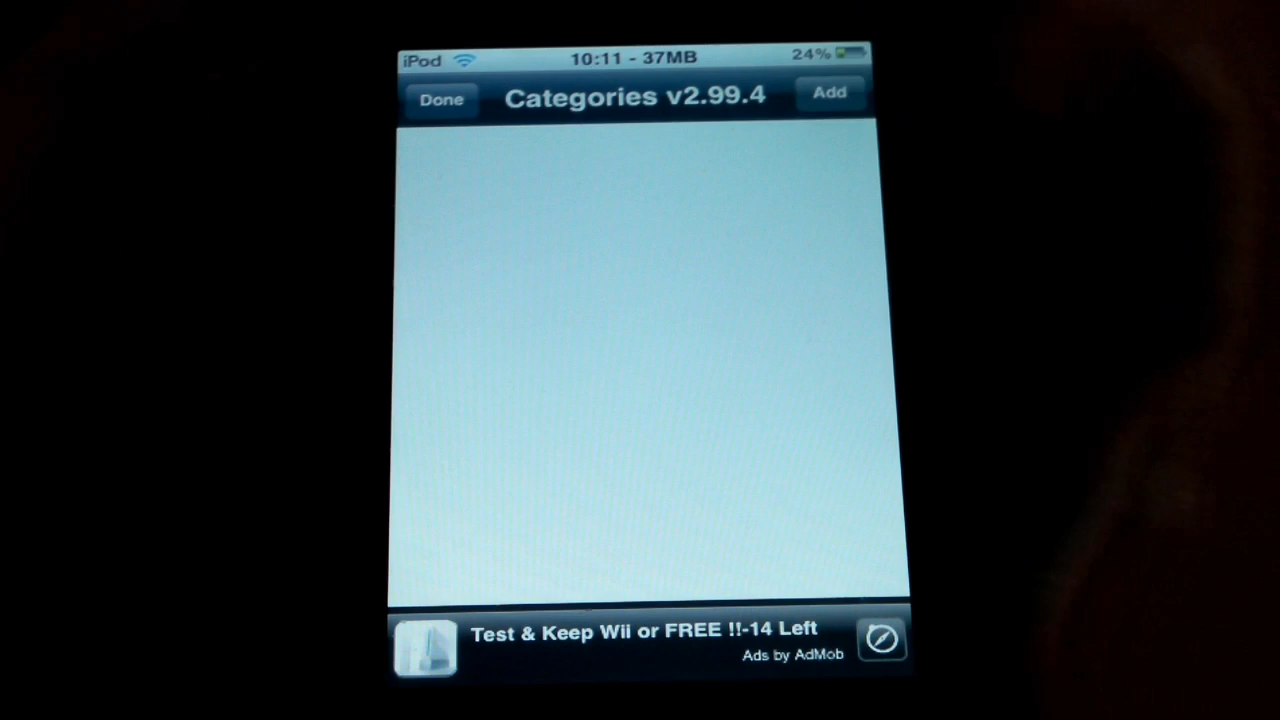 iPod 10:11 - 37MB 24%
Done Categories v2.99.4 Add
Test & Keep Wii or FREE !!-14 Left
Ads by AdMob